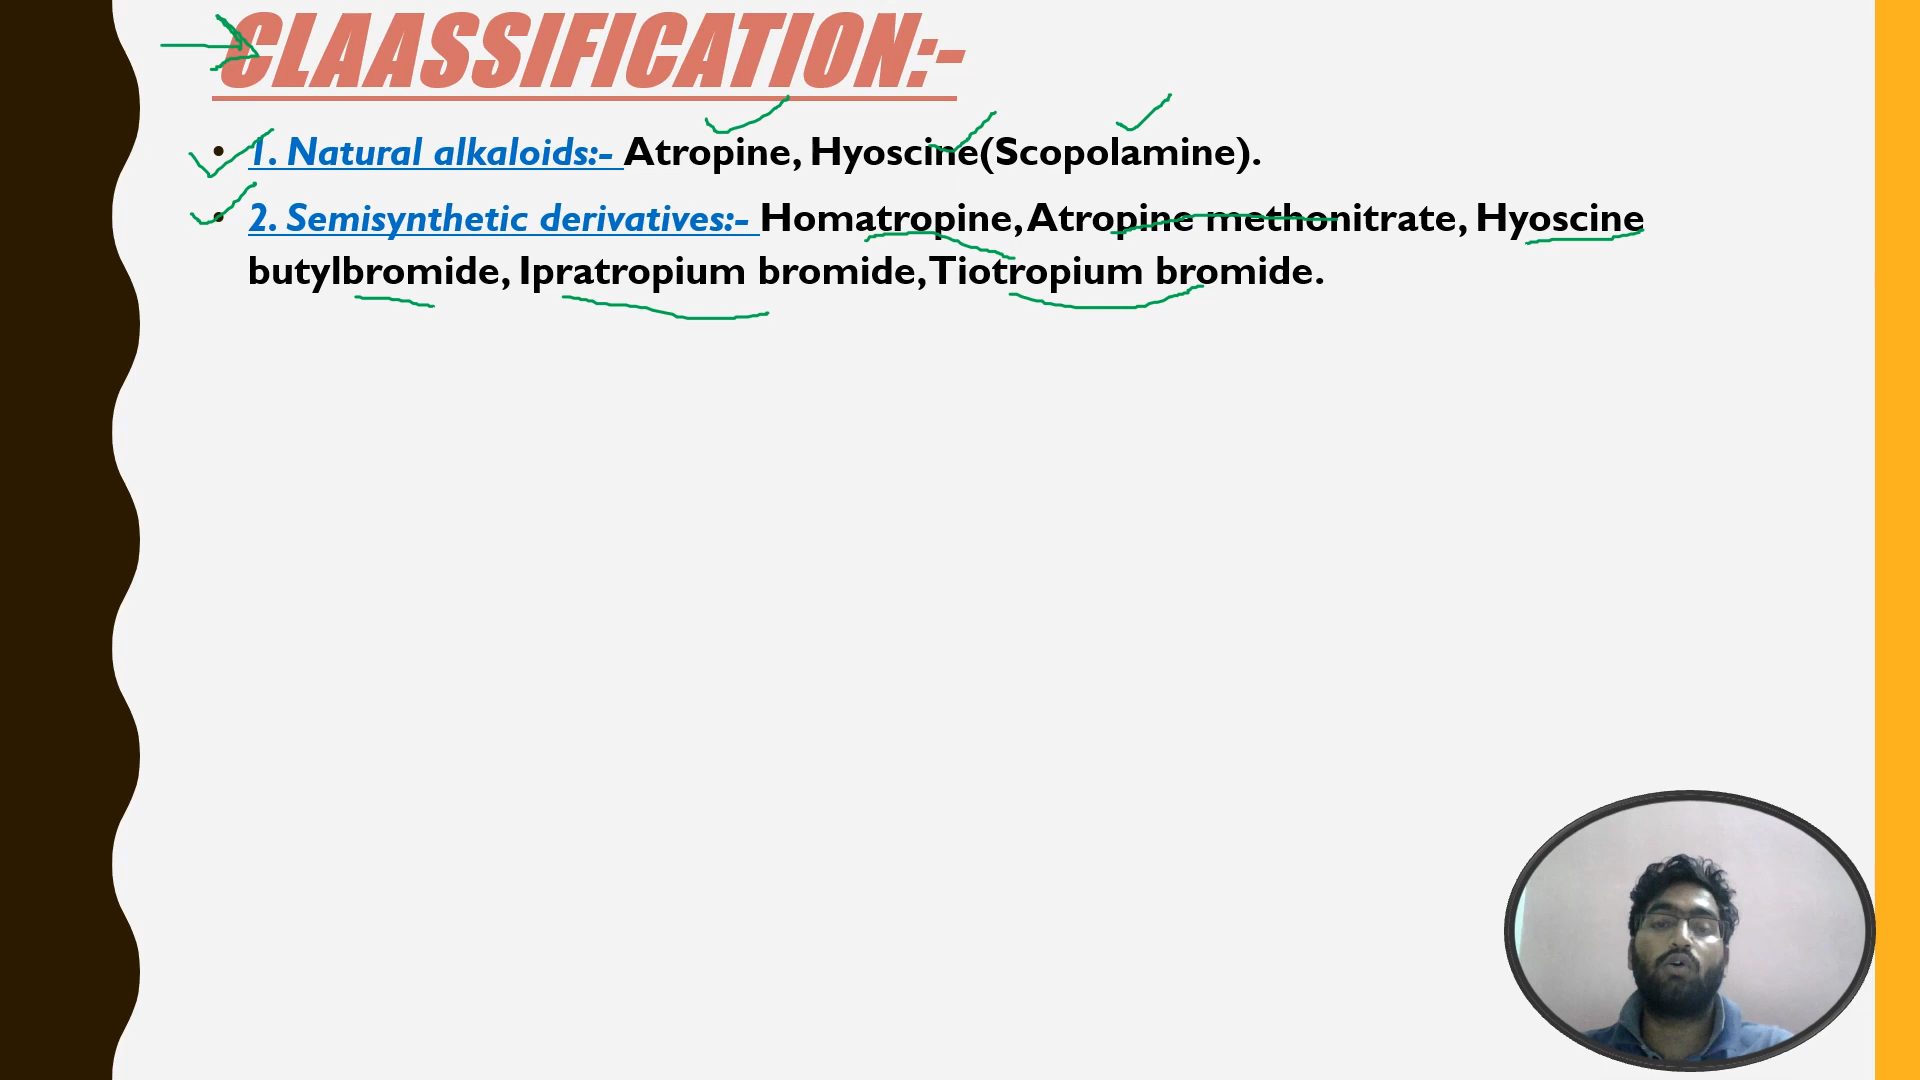 CLAASSIFICATION:-
• 1. Natural alkaloids:- Atropine, Hyoscine(Scopolamine).
• 2. Semisynthetic derivatives:- Homatropine, Atropine methonitrate, Hyoscine
butylbromide, Ipratropium bromide, Tiotropium bromide.